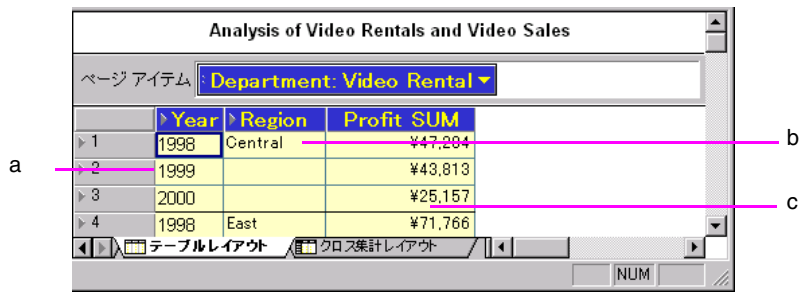 Analysis of Video Rentals and Video Sales
ページ アイテム Department: Video Rental
Year Region Profit SUM
1 1998 Central ¥47,284 b
a 2 1999 ¥43,813
3 2000 ¥25,157 c
4 1998 East ¥71,766
テーブルレイアウト クロス集計レイアウト
NUM